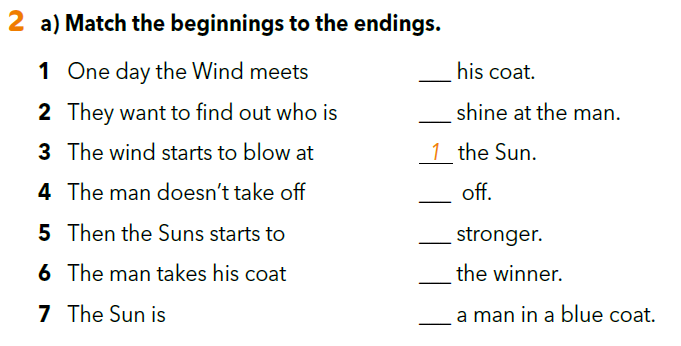 2 a) Match the beginnings to the endings.
1 One day the Wind meets ___ his coat.
2 They want to find out who is ___ shine at the man.
3 The wind starts to blow at _1_ the Sun.
4 The man doesn't take off ___ off.
5 Then the Suns starts to ___ stronger.
6 The man takes his coat ___ the winner.
7 The Sun is ___ a man in a blue coat.